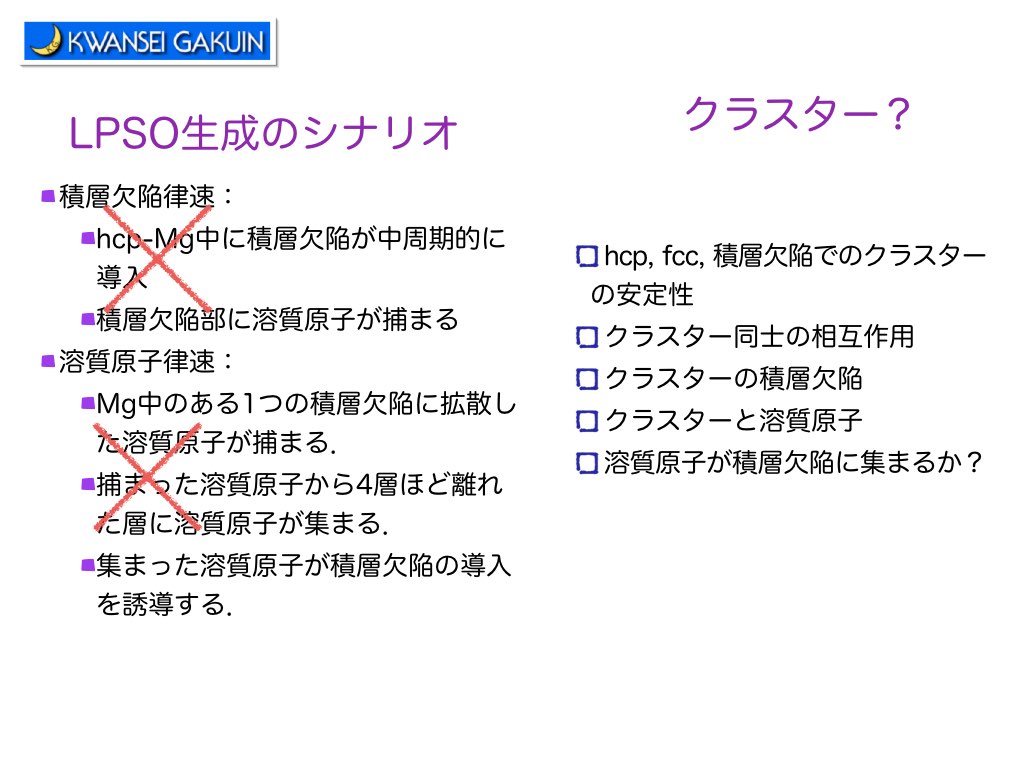 KWANSEI GAKUIN
LPSO生成のシナリオ
積層欠陥律速：
hcp-Mg中に積層欠陥が中周期的に
導入
積層欠陥部に溶質原子が捕まる
溶質原子律速：
Mg中のある1つの積層欠陥に拡散し
た溶質原子が捕まる．
捕まった溶質原子から4層ほど離れ
た層に溶質原子が集まる．
集まった溶質原子が積層欠陥の導入
を誘導する．
クラスター？
hcp, fcc, 積層欠陥でのクラスター
の安定性
クラスター同士の相互作用
クラスターの積層欠陥
クラスターと溶質原子
溶質原子が積層欠陥に集まるか？